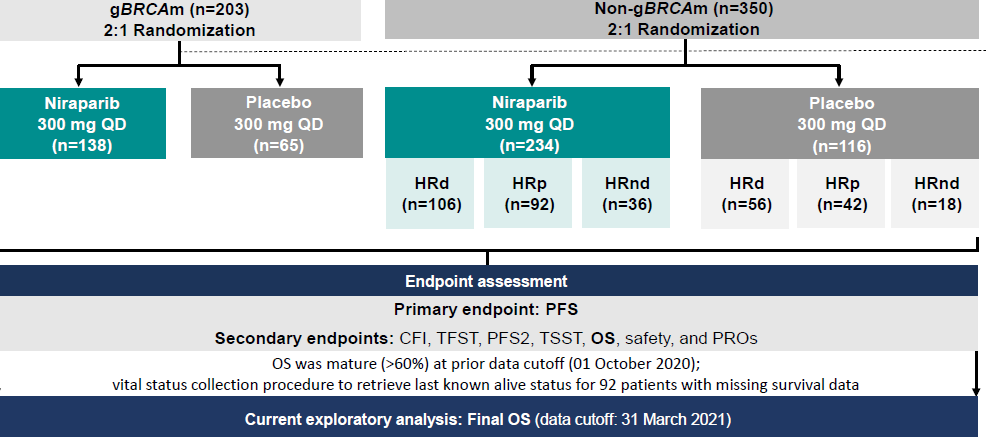 gBRCAm (n=203)
2:1 Randomization
Non-gBRCAm (n=350)
2:1 Randomization
Niraparib
300 mg QD
(n=138)
Placebo
300 mg QD
(n=65)
Niraparib
300 mg QD
(n=234)
Placebo
300 mg QD
(n=116)
HRd
(n=106)
HRp
(n=92)
HRnd
(n=36)
HRd
(n=56)
HRp
(n=42)
HRnd
(n=18)
Endpoint assessment
Primary endpoint: PFS
Secondary endpoints: CFI, TFST, PFS2, TSST, OS, safety, and PROs
OS was mature (>60%) at prior data cutoff (01 October 2020);
vital status collection procedure to retrieve last known alive status for 92 patients with missing survival data
Current exploratory analysis: Final OS (data cutoff: 31 March 2021)